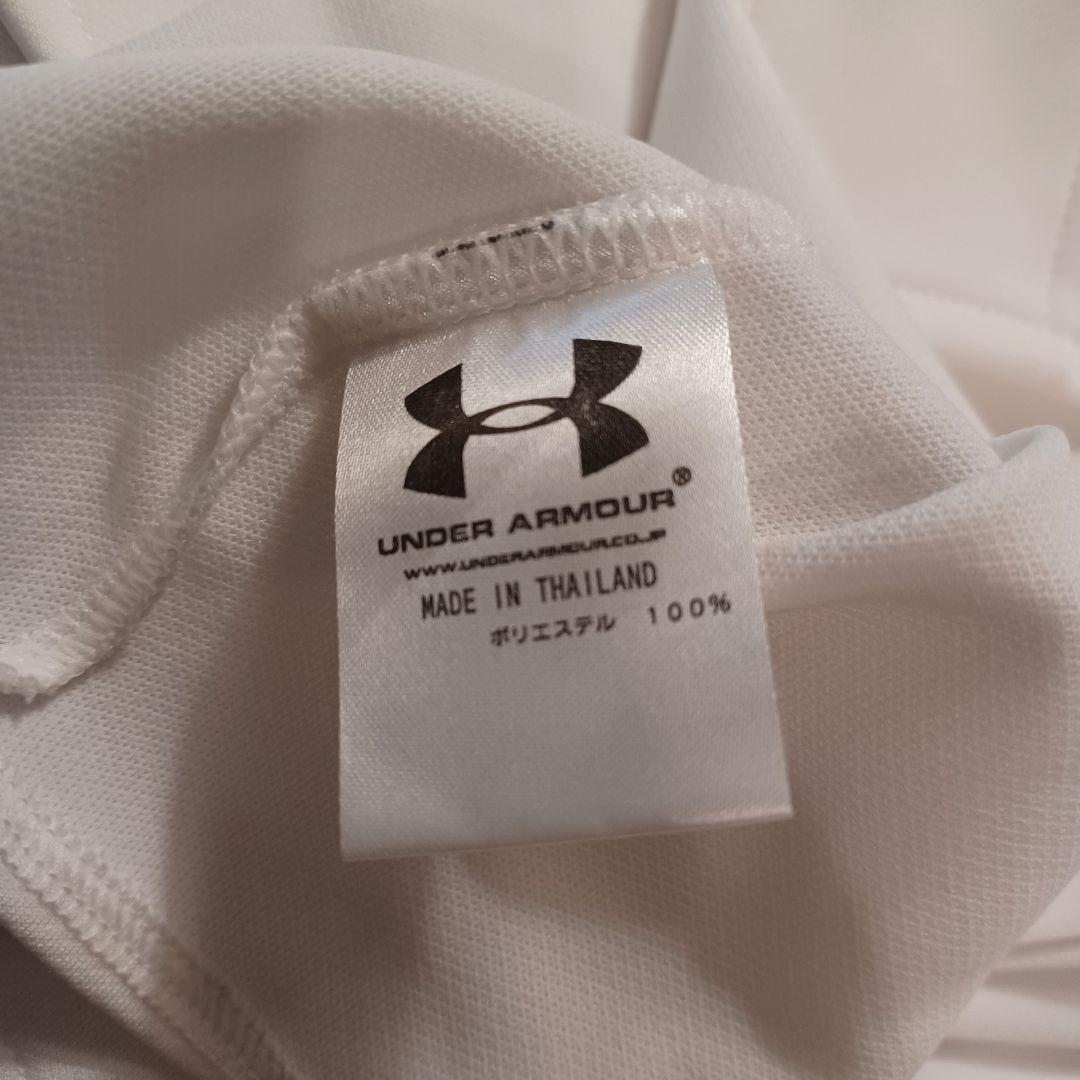 UNDER ARMOUR®
WWW.UNDERARMOUR.CO.JP
MADE IN THAILAND
ポリエステル 100%